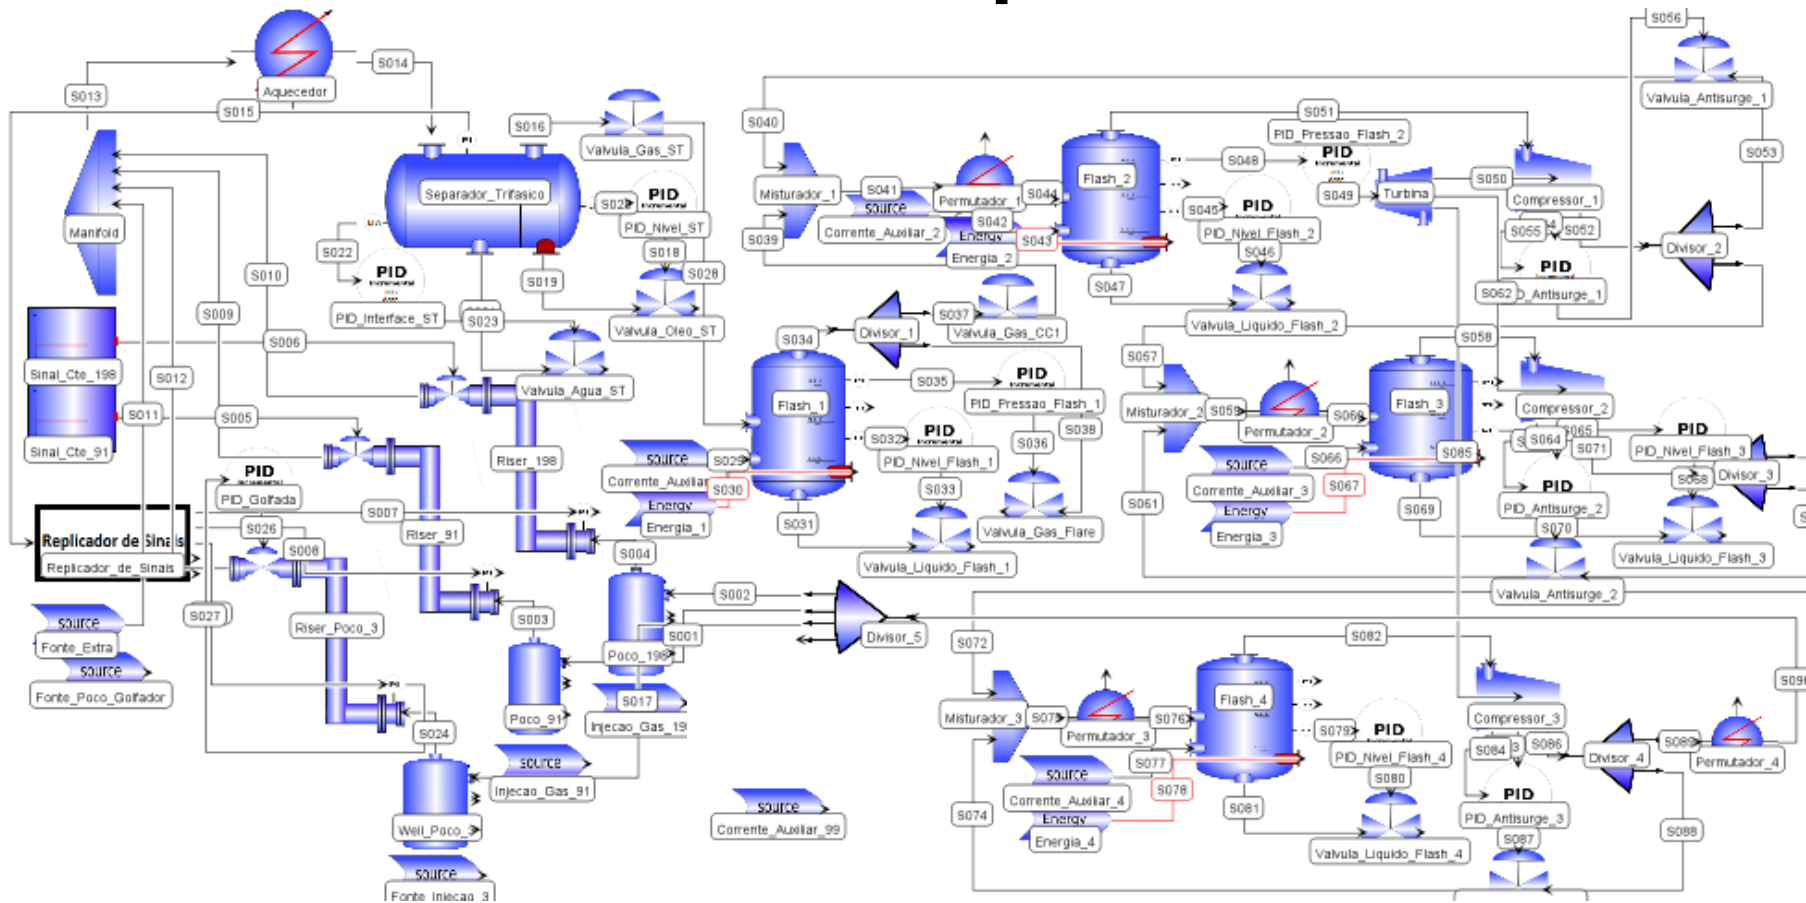 S056
S014
Aquecedor
S013
S015
Valvula_Antisurge_1
S016
S040
S051
PID_Pressao_Flash_2
PID
Valvula_Gas_ST
S053
S048
Flash_2
Separador_Trifasico
PID
Incremental
Misturador_1
S041
S044
S049
Turbina
S050
source
Permutador_1
PID
Compressor_1
S045
PID_Nivel_ST
Manifold
S042
Corrente_Auxiliar_2
Energy
S043
PID_Nivel_Flash_2
S055
S052
S039
Divisor_2
S022
S018
S046
Energia_2
PID
Incremental
S028
PID
S010
S019
S047
S062
PID_Interface_ST
S009
S023
Valvula_Oleo_ST
S037
Divisor_1
Valvula_Gas_CC1
Valvula_Liquido_Flash_2
S006
S034
S058
S057
Sinal_Cte_198
S012
PID
Incremental
S035
Valvula_Agua_ST
Flash_1
PID_Pressao_Flash_1
Flash_3
S011
S005
Misturador_2
S059
S060
Compressor_2
Permutador_2
S038
PID
S032
S036
S064
S065
S071
PID
Sinal_Cte_91
Riser_198
source
S029
PID_Nivel_Flash_1
source
S066
S085
PID_Nivel_Flash_3
PID
Incremental
S030
S033
Corrente_Auxiliar_3
S067
PID
S068
Divisor_3
PID_Golfada
Energy
S061
Energy
PID_Antisurge_2
S007
Energia_1
S031
Valvula_Gas_Flare
Energia_3
S069
S070
S026
Riser_91
Replicador de Sinais
S008
S004
Valvula_Liquido_Flash_1
Valvula_Liquido_Flash_3
Replicador_de_Sinais
Valvula_Antisurge_2
S002
S027
source
Riser_Poco_3
S003
S001
Divisor_5
S072
S082
Fonte_Extra
source
Flash_4
Fonte_Poco_Golfador
S017
Misturador_3
S076
Compressor_3
Poco_91
Permutador_3
S079
PID
S024
S084
S086
S089
source
PID_Nivel_Flash_4
Divisor_4
Permutador_4
source
S077
Injecao_Gas_91
Corrente_Auxiliar_4
S078
S080
PID
source
S074
Energy
S081
PID_Antisurge_3
Corrente_Auxiliar_99
Energia_4
S087
S088
Valvula_Liquido_Flash_4
source
Fonte_Injecao_3